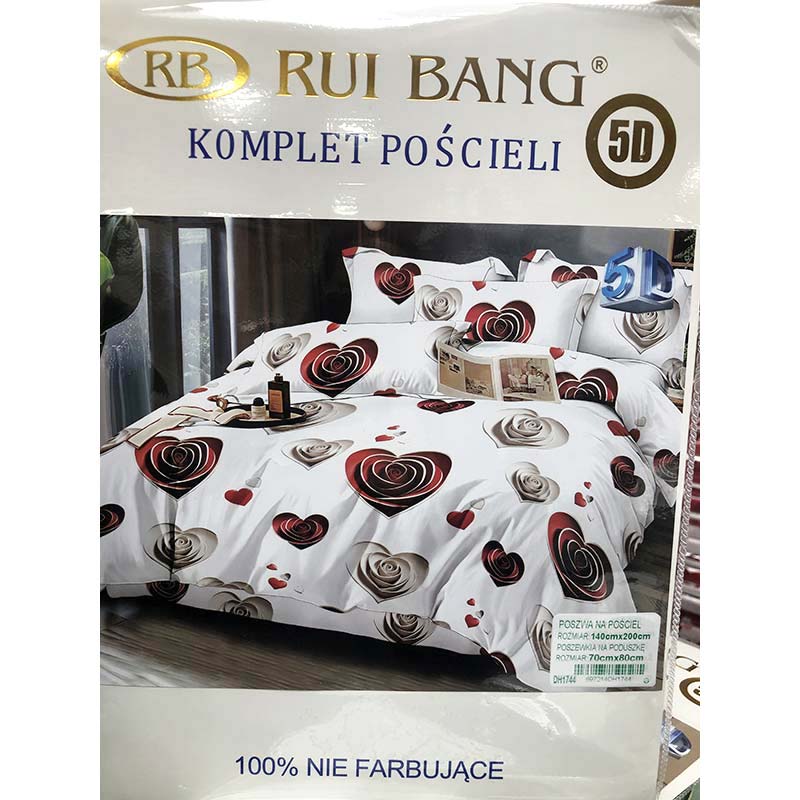 RB RUI BANG®
KOMPLET POŚCIELI
5D
5D
POSZWA NA POŚCIEL
ROZMIAR:140cmx200cm
POSZEWKIA NA PODUSZKĘ
ROZMIAR:70cmx80cm
DH1744
100% NIE FARBUJĄCE